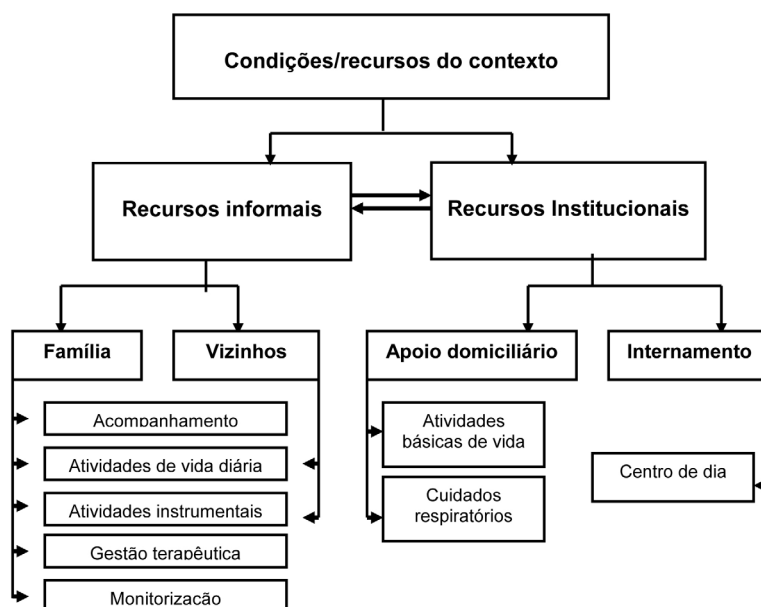 Condições/recursos do contexto
Recursos informais
Recursos Institucionais
Família
Vizinhos
Apoio domiciliário
Internamento
Acompanhamento
Atividades de vida diária
Atividades instrumentais
Gestão terapêutica
Monitorização
Atividades
básicas de vida
Cuidados
respiratórios
Centro de dia